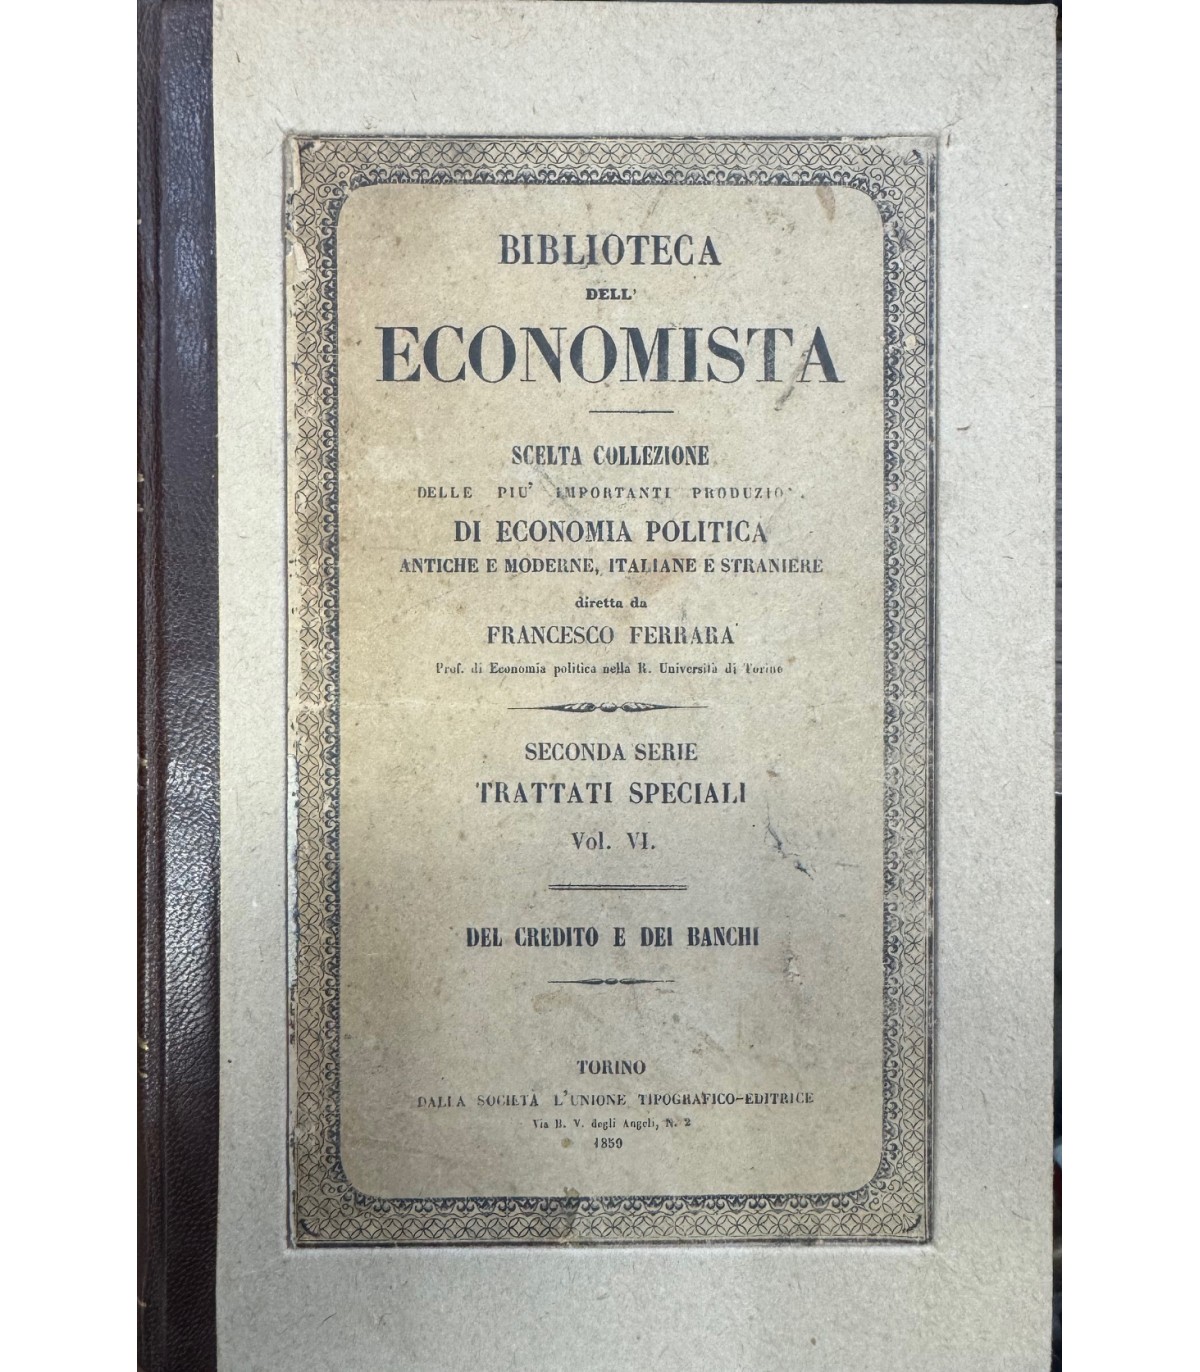 BIBLIOTECA
DELL'
ECONOMISTA
SCELTA COLLEZIONE
DELLE PIU' IMPORTANTI
DI ECONOMIA POLITICA
ANTICHE E MODERNE, ITALIANE E STRANIERE
diretta da
FRANCESCO FERRARA
Prof. di Economia politica nella R. Università di Torino
SECONDA SERIE
TRATTATI SPECIALI
Vol. VI.
DEL CREDITO E DEI BANCHI
TORINO
DALLA SOCIETÀ L'UNIONE TIPOGRAFICO-EDITRICE
Via B. V. degli Angeli, N. 2
1859